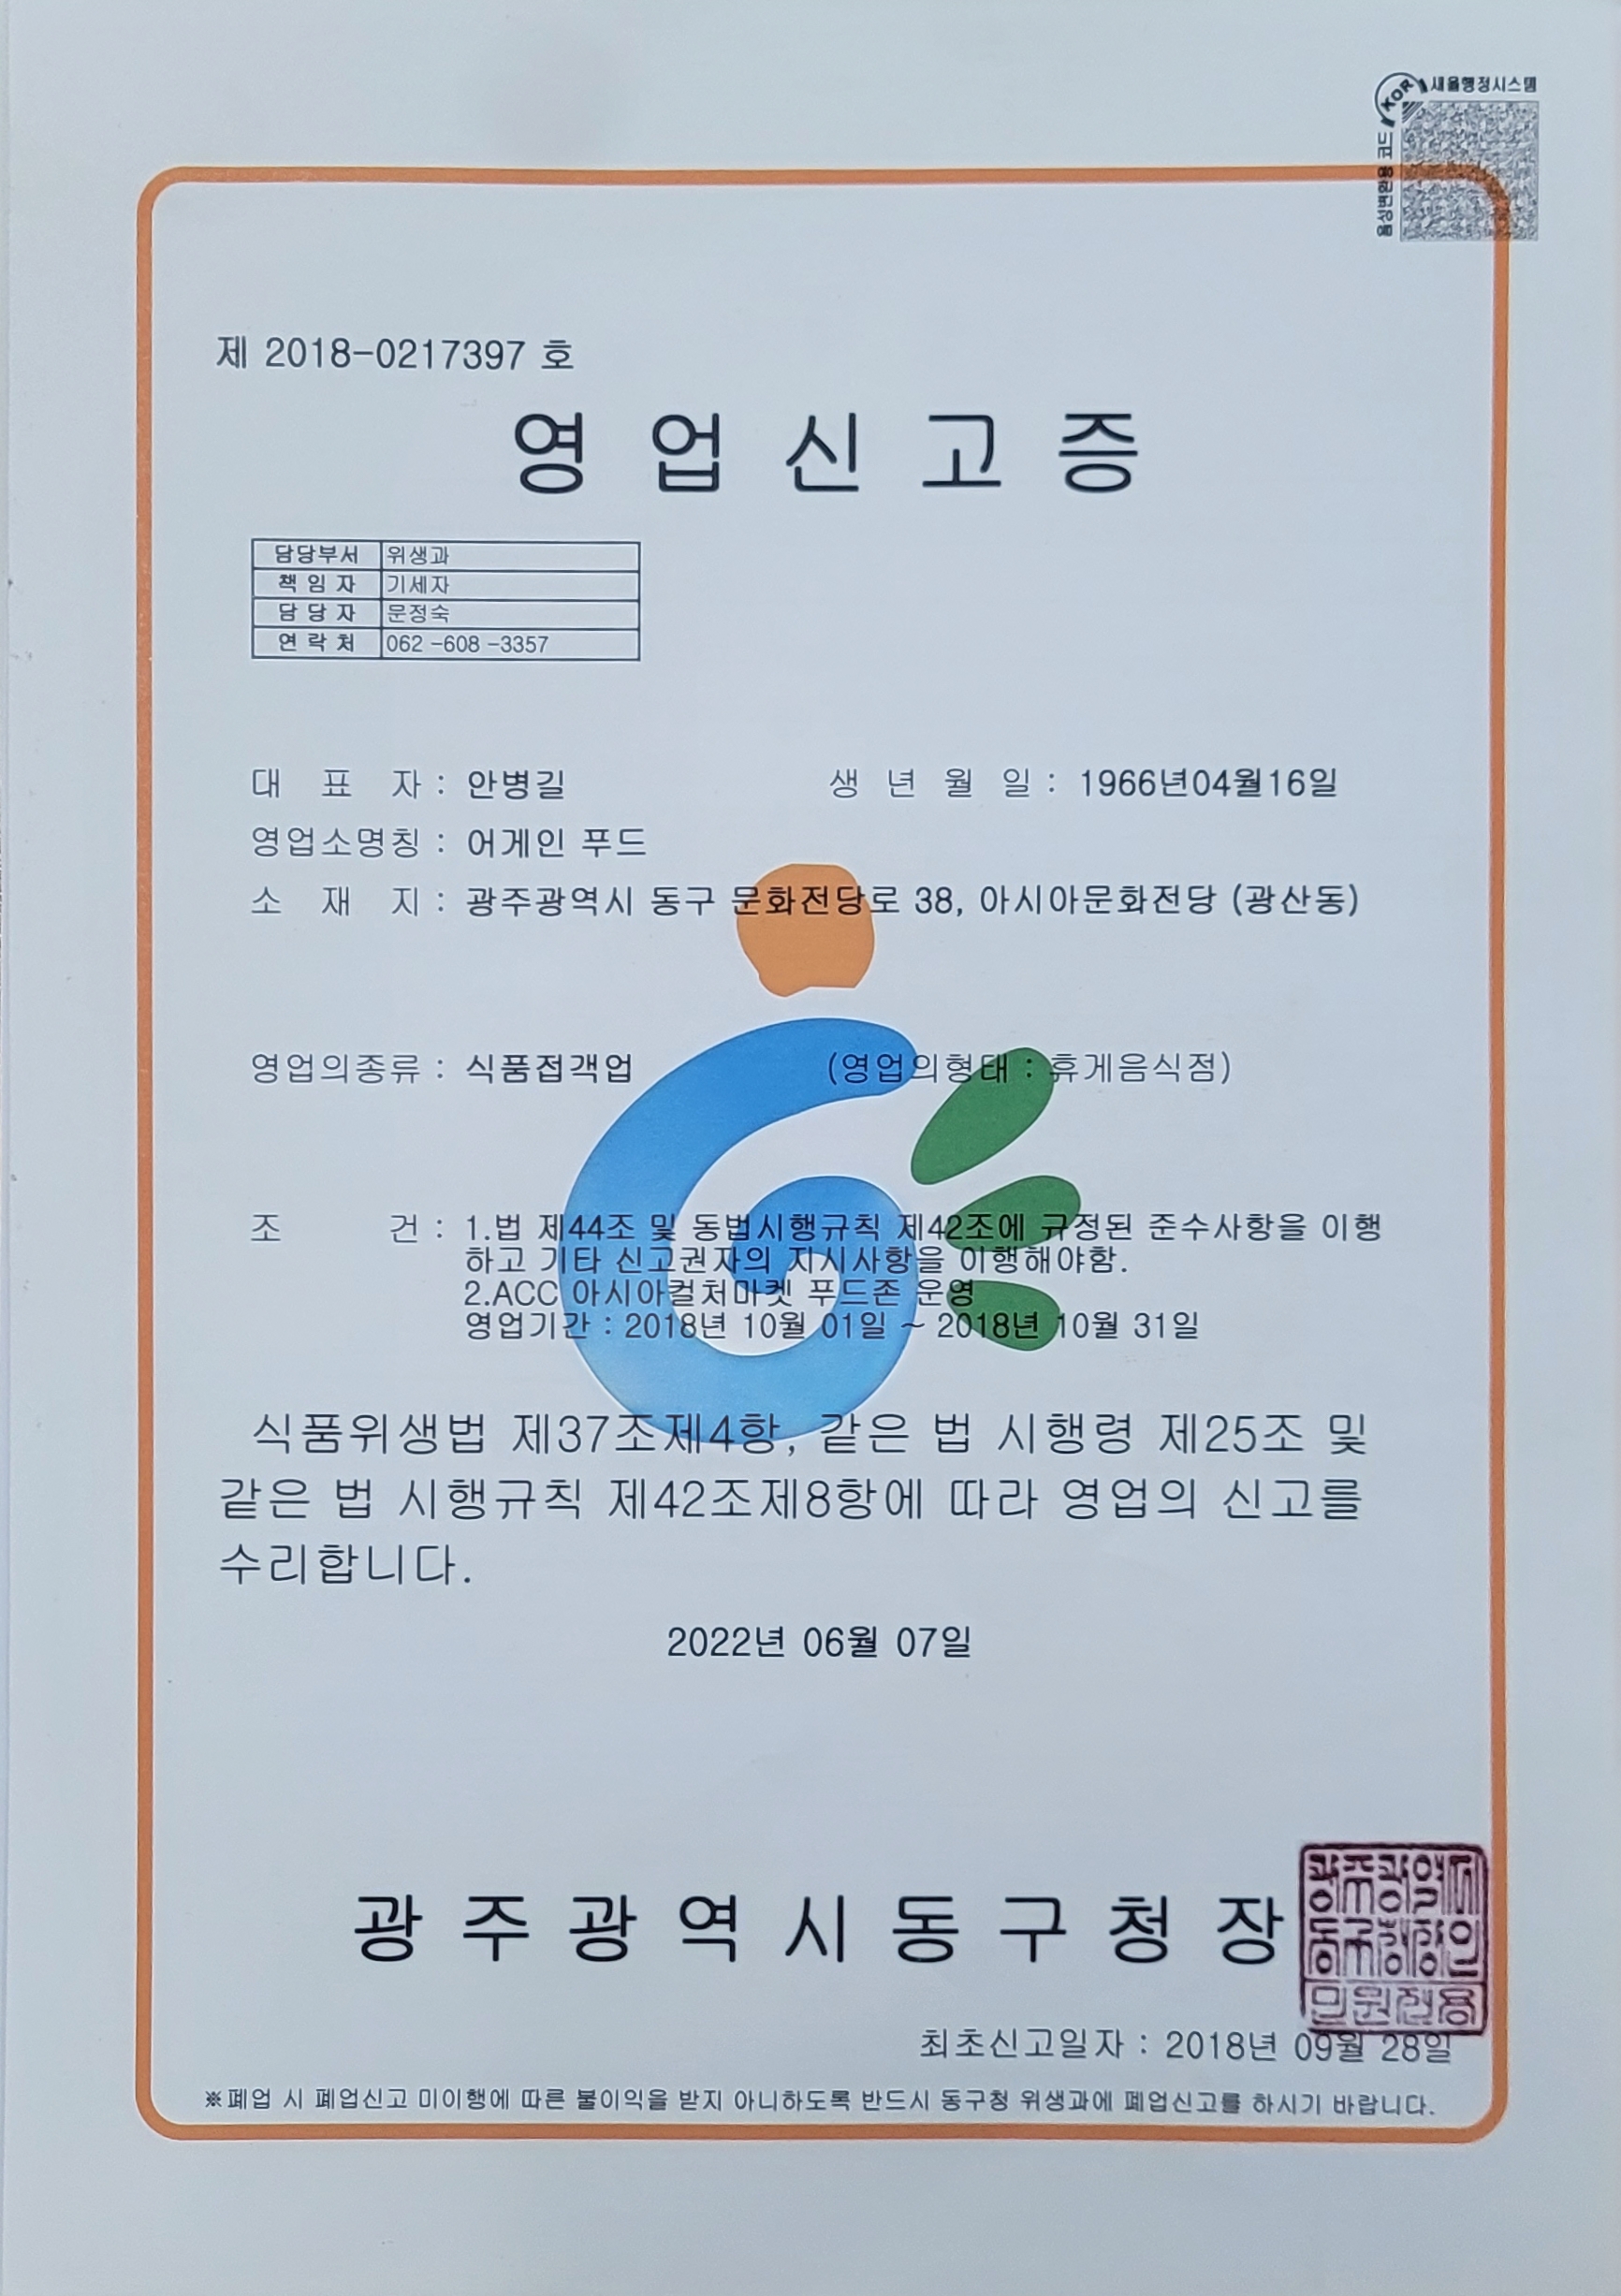 새올행정시스템
KOR
음성변환용 코드
제 2018-0217397 호
영업신고증
담당부서 위생과
책임자 기세자
담당자 문정숙
연락처 062 -608 -3357
대 표 자 : 안병길 생 년 월 일 : 1966년04월16일
영업소명칭 : 어게인 푸드
소 재 지 : 광주광역시 동구 문화전당로 38, 아시아문화전당 (광산동)
영업의종류 : 식품접객업 (영업의형태 : 휴게음식점)
조 건 : 1.법 제44조 및 동법시행규칙 제42조에 규정된 준수사항을 이행
하고 기타 신고권자의 지시사항을 이행해야함.
2.ACC 아시아컬처마켓 푸드존 운영
영업기간 : 2018년 10월 01일 ~ 2018년 10월 31일
식품위생법 제37조제4항, 같은 법 시행령 제25조 및
같은 법 시행규칙 제42조제8항에 따라 영업의 신고를
수리합니다.
2022년 06월 07일
광주광역시동구청장
광주광역시
동구청장인
민원전용
최초신고일자 : 2018년 09월 28일
※폐업 시 폐업신고 미이행에 따른 불이익을 받지 아니하도록 반드시 동구청 위생과에 폐업신고를 하시기 바랍니다.